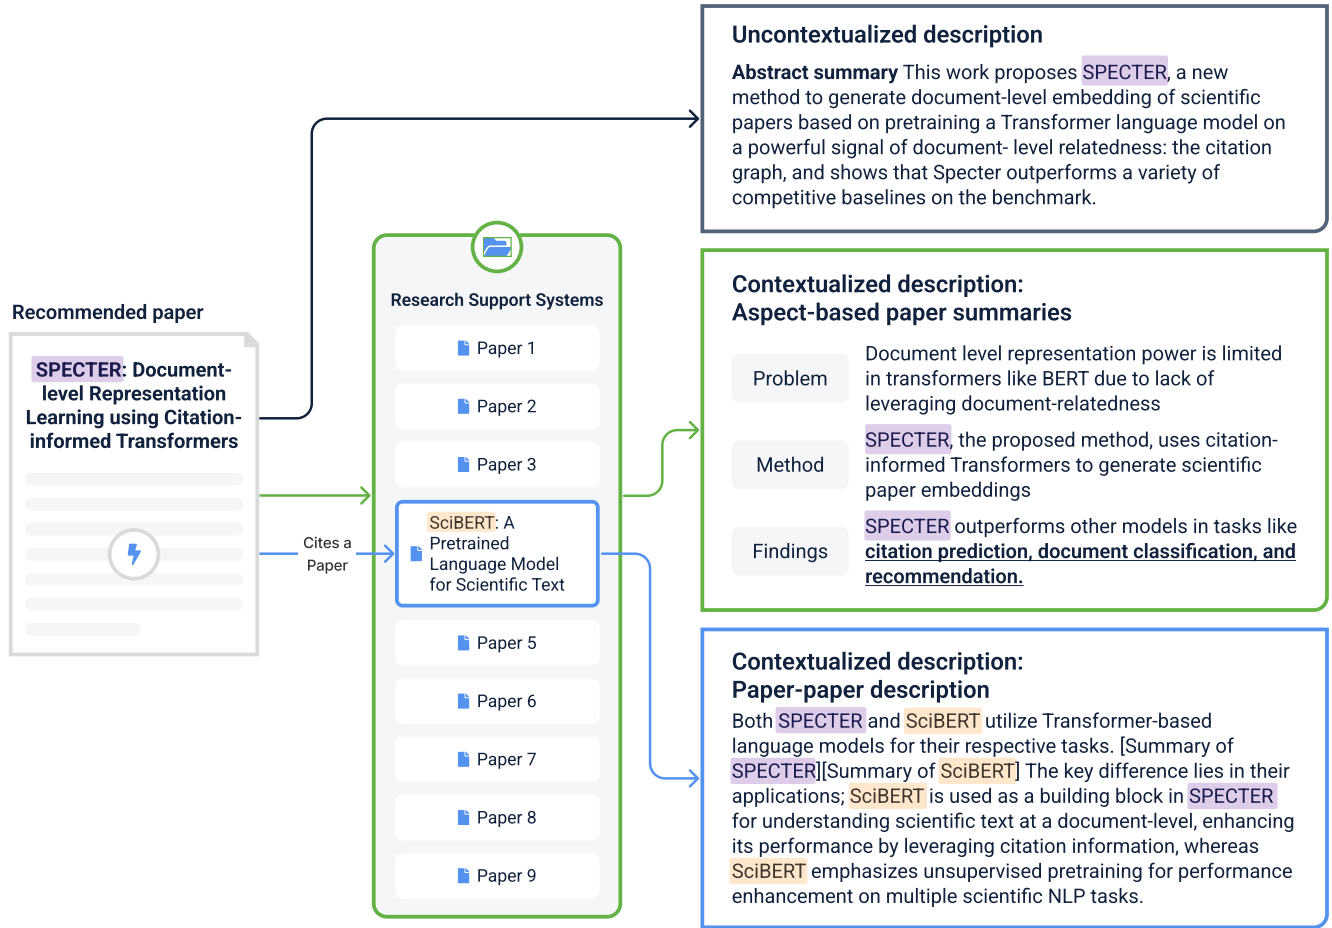 Uncontextualized description
Abstract summary This work proposes SPECTER, a new
method to generate document-level embedding of scientific
papers based on pretraining a Transformer language model on
a powerful signal of document- level relatedness: the citation
graph, and shows that Specter outperforms a variety of
competitive baselines on the benchmark.
Recommended paper
SPECTER: Document-
level Representation
Learning using Citation-
informed Transformers
Cites a
Paper
Research Support Systems
Paper 1
Paper 2
Paper 3
SciBERT: A
Pretrained
Language Model
for Scientific Text
Paper 5
Paper 6
Paper 7
Paper 8
Paper 9
Contextualized description:
Aspect-based paper summaries
Problem
Document level representation power is limited
in transformers like BERT due to lack of
leveraging document-relatedness
Method
SPECTER, the proposed method, uses citation-
informed Transformers to generate scientific
paper embeddings
Findings
SPECTER outperforms other models in tasks like
citation prediction, document classification, and
recommendation.
Contextualized description:
Paper-paper description
Both SPECTER and SciBERT utilize Transformer-based
language models for their respective tasks. [Summary of
SPECTER][Summary of SciBERT] The key difference lies in their
applications; SciBERT is used as a building block in SPECTER
for understanding scientific text at a document-level, enhancing
its performance by leveraging citation information, whereas
SciBERT emphasizes unsupervised pretraining for performance
enhancement on multiple scientific NLP tasks.